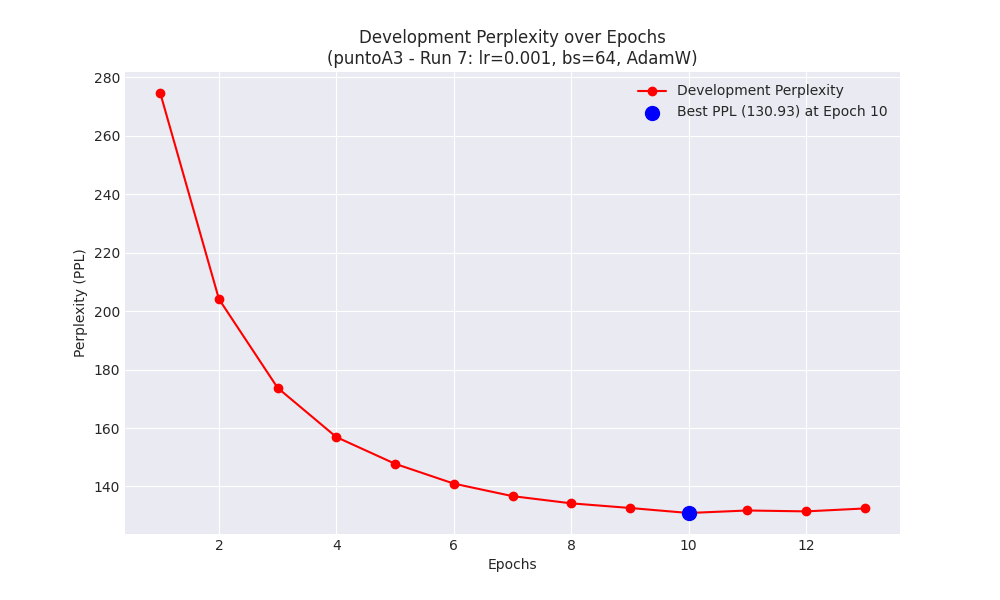 Development Perplexity over Epochs
(puntoA3 - Run 7: lr=0.001, bs=64, AdamW)
Development Perplexity
Best PPL (130.93) at Epoch 10
Perplexity (PPL)
280
260
240
220
200
180
160
140
2 4 6 8 10 12
Epochs